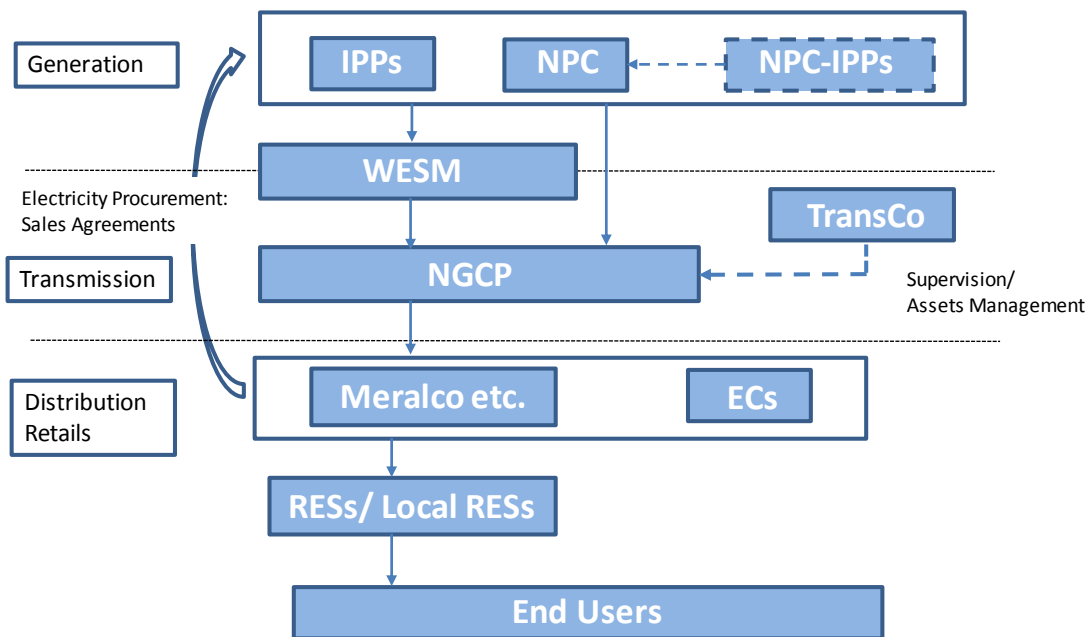 Generation
IPPs
NPC
NPC-IPPs
WESM
Electricity Procurement:
Sales Agreements
TransCo
Transmission
NGCP
Supervision/
Assets Management
Distribution
Retails
Meralco etc.
ECs
RESs/ Local RESs
End Users